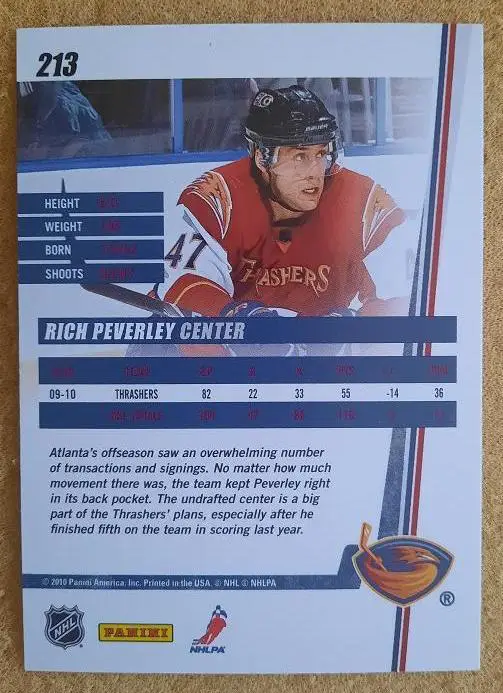 213
47
THRASHERS
BAUER
HEIGHT
WEIGHT
BORN
SHOOTS
RICH PEVERLEY CENTER
09-10 THRASHERS 82 22 33 55 -14 36
Atlanta's offseason saw an overwhelming number
of transactions and signings. No matter how much
movement there was, the team kept Peverley right
in its back pocket. The undrafted center is a big
part of the Thrashers' plans, especially after he
finished fifth on the team in scoring last year.
© 2010 Panini America, Inc. Printed in the USA. © NHL © NHLPA
®
NHL
PANINI
NHLPA